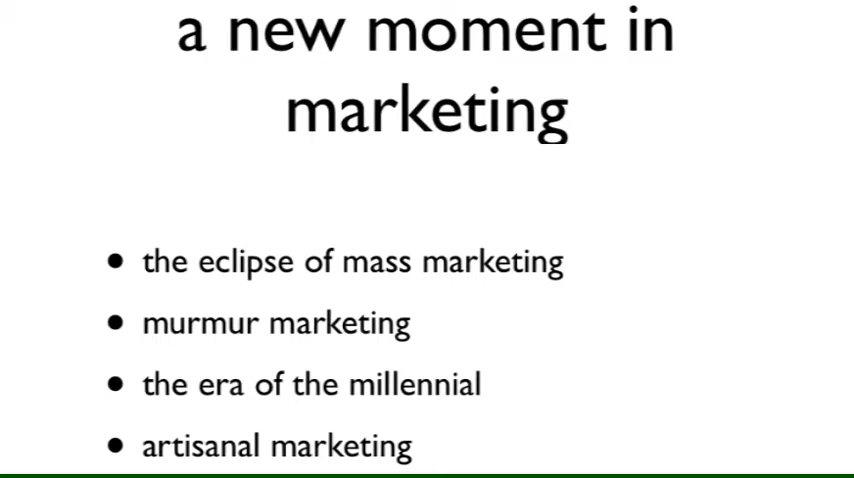 a new moment in
marketing
• the eclipse of mass marketing
• murmur marketing
• the era of the millennial
• artisanal marketing